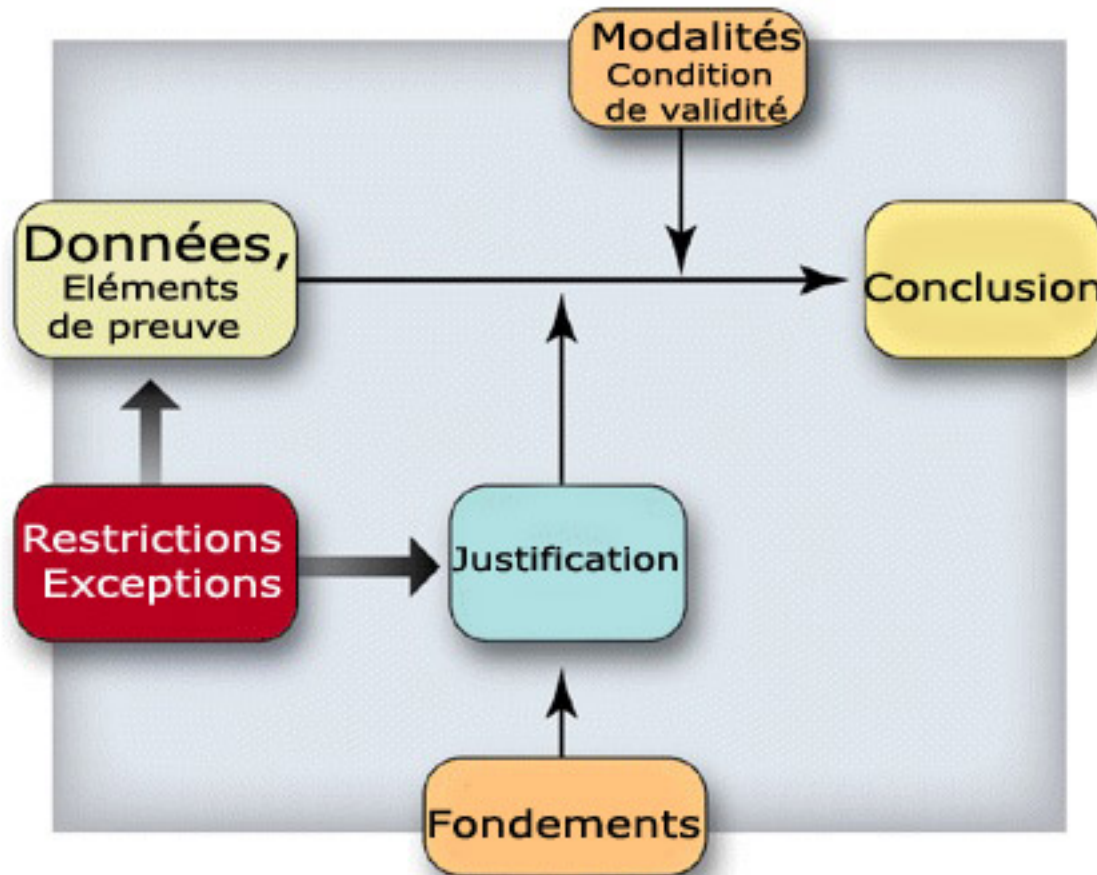 Modalités
Condition
de validité
Données,
Eléments
de preuve
Conclusion
Restrictions
Exceptions
Justification
Fondements